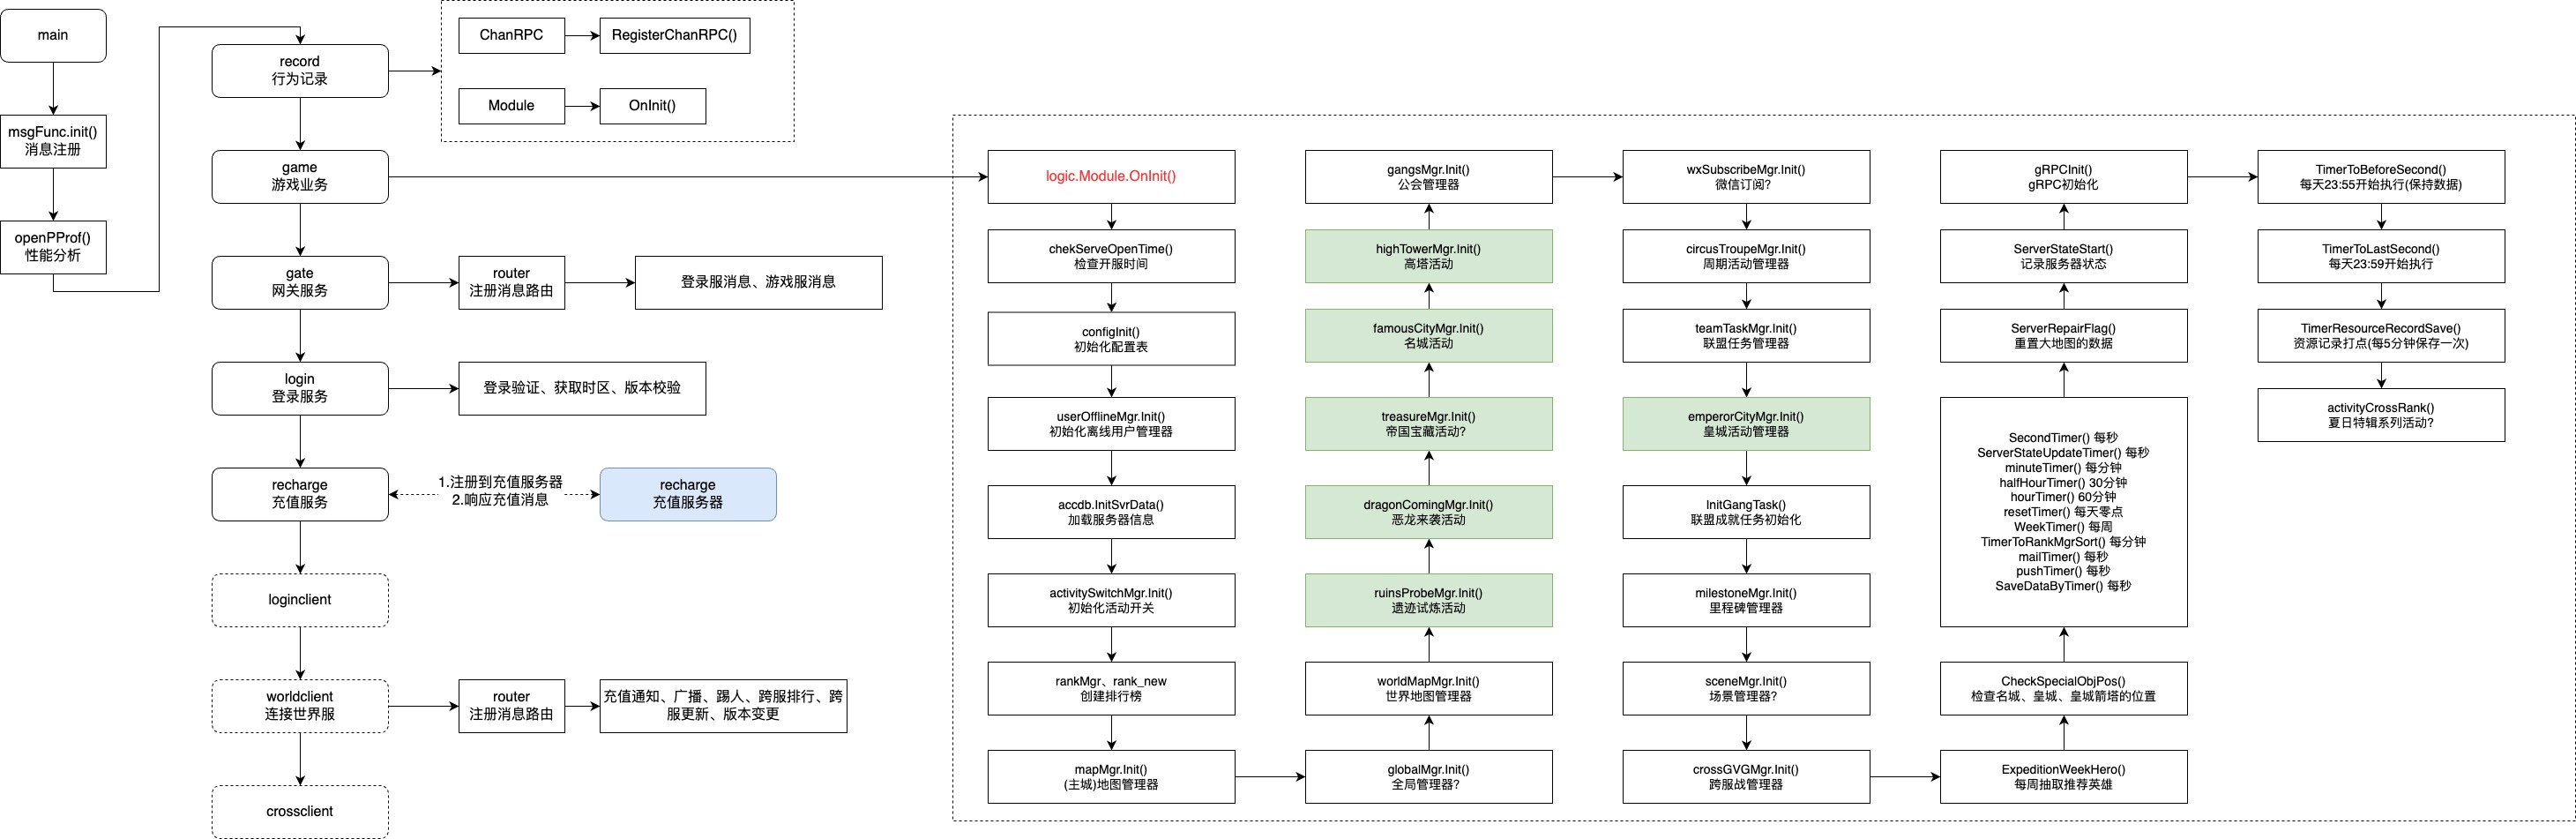 main
msgFunc.init()
消息注册
openPProf()
性能分析
record
行为记录
game
游戏业务
gate
网关服务
login
登录服务
recharge
充值服务
loginclient
worldclient
连接世界服
crossclient
ChanRPC
RegisterChanRPC()
Module
OnInit()
router
注册消息路由
登录服消息、游戏服消息
登录验证、获取时区、版本校验
1.注册到充值服务器
2.响应充值消息
recharge
充值服务器
router
注册消息路由
充值通知、广播、踢人、跨服排行、跨
服更新、版本变更
logic.Module.OnInit()
chekServeOpenTime()
检查开服时间
configInit()
初始化配置表
userOfflineMgr.Init()
初始化离线用户管理器
accdb.InitSvrData()
加载服务器信息
activitySwitchMgr.Init()
初始化活动开关
rankMgr、rank_new
创建排行榜
mapMgr.Init()
(主城)地图管理器
globalMgr.Init()
全局管理器?
worldMapMgr.Init()
世界地图管理器
ruinsProbeMgr.Init()
遗迹试炼活动
dragonComingMgr.Init()
恶龙来袭活动
treasureMgr.Init()
帝国宝藏活动?
famousCityMgr.Init()
名城活动
highTowerMgr.Init()
高塔活动
gangsMgr.Init()
公会管理器
wxSubscribeMgr.Init()
微信订阅?
circusTroupeMgr.Init()
周期活动管理器
teamTaskMgr.Init()
联盟任务管理器
emperorCityMgr.Init()
皇城活动管理器
InitGangTask()
联盟成就任务初始化
milestoneMgr.Init()
里程碑管理器
sceneMgr.Init()
场景管理器?
crossGVGMgr.Init()
跨服战管理器
ExpeditionWeekHero()
每周抽取推荐英雄
CheckSpecialObjPos()
检查名城、皇城、皇城箭塔的位置
SecondTimer() 每秒
ServerStateUpdateTimer() 每秒
minuteTimer() 每分钟
halfHourTimer() 30分钟
hourTimer() 60分钟
resetTimer() 每天零点
WeekTimer() 每周
TimerToRankMgrSort() 每分钟
mailTimer() 每秒
pushTimer() 每秒
SaveDataByTimer() 每秒
ServerRepairFlag()
重置大地图的数据
ServerStateStart()
记录服务器状态
gRPCInit()
gRPC初始化
TimerToBeforeSecond()
每天23:55开始执行(保持数据)
TimerToLastSecond()
每天23:59开始执行
TimerResourceRecordSave()
资源记录打点(每5分钟保存一次)
activityCrossRank()
夏日特辑系列活动?